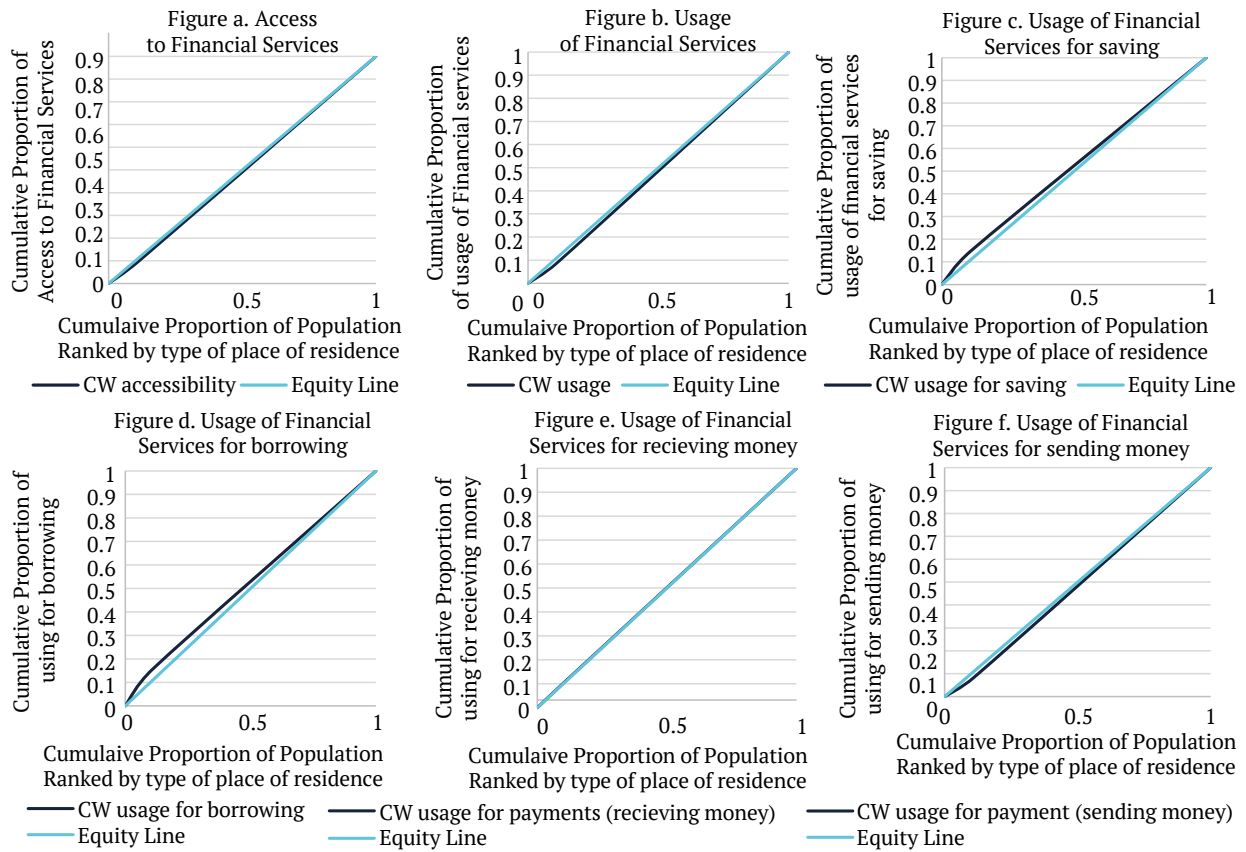 Figure a. Access
to Financial Services
Cumulative Proportion of
Access to Financial Services
0.9
0.8
0.7
0.6
0.5
0.4
0.3
0.2
0.1
0
0 0.5 1
Cumulaive Proportion of Population
Ranked by type of place of residence
CW accessibility Equity Line
Figure b. Usage
of Financial Services
Cumulative Proportion
of usage of Financial services
1
0.9
0.8
0.7
0.6
0.5
0.4
0.3
0.2
0.1
0
0 0.5 1
Cumulaive Proportion of Population
Ranked by type of place of residence
CW usage Equity Line
Figure c. Usage of Financial
Services for saving
Cumulative Proportion of
usage of financial services
for saving
1
0.9
0.8
0.7
0.6
0.5
0.4
0.3
0.2
0.1
0
0 0.5 1
Cumulaive Proportion of Population
Ranked by type of place of residence
CW usage for saving Equity Line
Figure d. Usage of Financial
Services for borrowing
Cumulative Proportion of
using for borrowing
1
0.9
0.8
0.7
0.6
0.5
0.4
0.3
0.2
0.1
0
0 0.5 1
Cumulaive Proportion of Population
Ranked by type of place of residence
CW usage for borrowing
Equity Line
Figure e. Usage of Financial
Services for recieving money
Cumulative Proportion of
using for recieving money
1
0.9
0.8
0.7
0.6
0.5
0.4
0.3
0.2
0.1
0
0 0.5 1
Cumulaive Proportion of Population
Ranked by type of place of residence
CW usage for payments (recieving money)
Equity Line
Figure f. Usage of Financial
Services for sending money
Cumulative Proportion of
using for sending money
1
0.9
0.8
0.7
0.6
0.5
0.4
0.3
0.2
0.1
0
0 0.5 1
Cumulaive Proportion of Population
Ranked by type of place of residence
CW usage for payment (sending money)
Equity Line